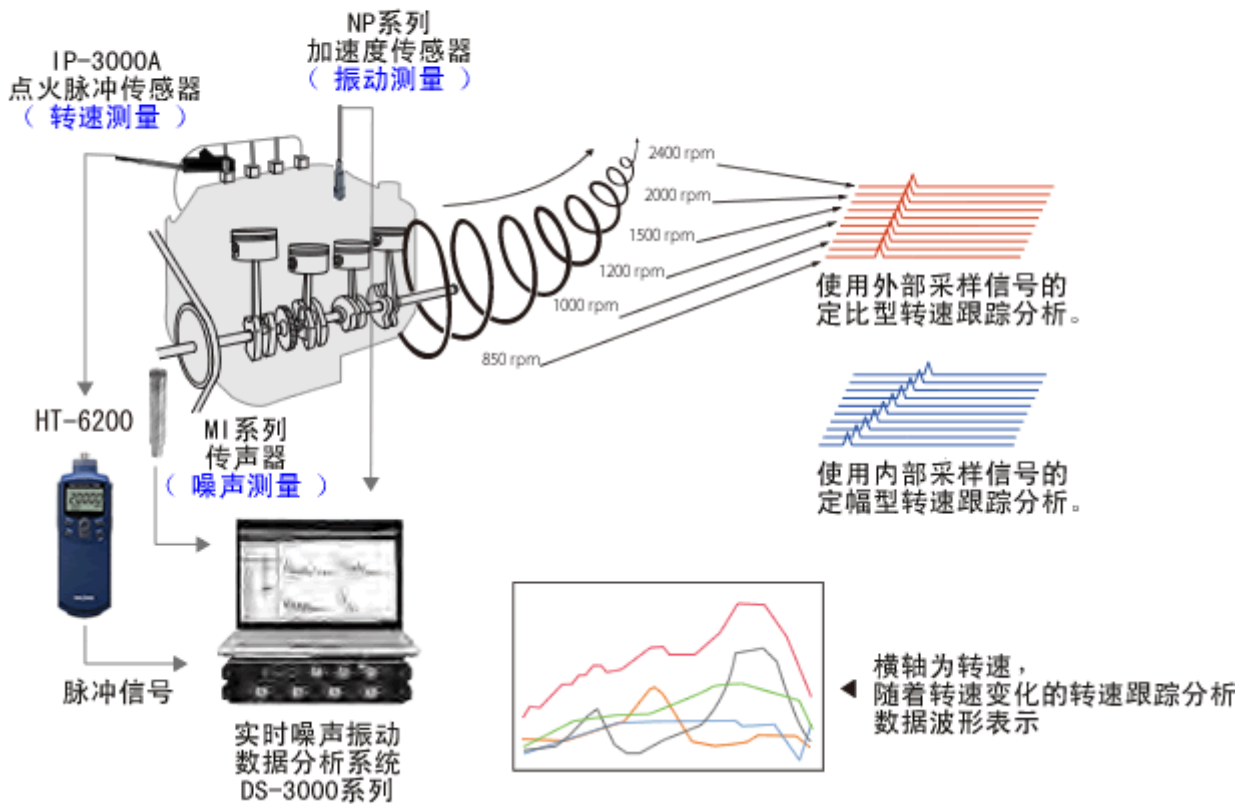 NP系列
加速度传感器
（ 振动测量 ）
IP-3000A
点火脉冲传感器
（ 转速测量 ）
2400 rpm
2000 rpm
1500 rpm
1200 rpm
1000 rpm
850 rpm
使用外部采样信号的
定比型转速跟踪分析。
HT-6200
MI系列
传声器
（ 噪声测量 ）
使用内部采样信号的
定幅型转速跟踪分析。
脉冲信号
实时噪声振动
数据分析系统
DS-3000系列
横轴为转速，
随着转速变化的转速跟踪分析
数据波形表示